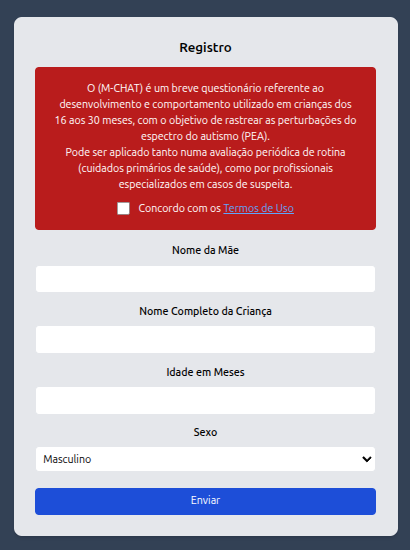 Registro
O (M-CHAT) é um breve questionário referente ao
desenvolvimento e comportamento utilizado em crianças dos
16 aos 30 meses, com o objetivo de rastrear as perturbações do
espectro do autismo (PEA).
Pode ser aplicado tanto numa avaliação periódica de rotina
(cuidados primários de saúde), como por profissionais
especializados em casos de suspeita.
Concordo com os Termos de Uso
Nome da Mãe
Nome Completo da Criança
Idade em Meses
Sexo
Masculino
Enviar